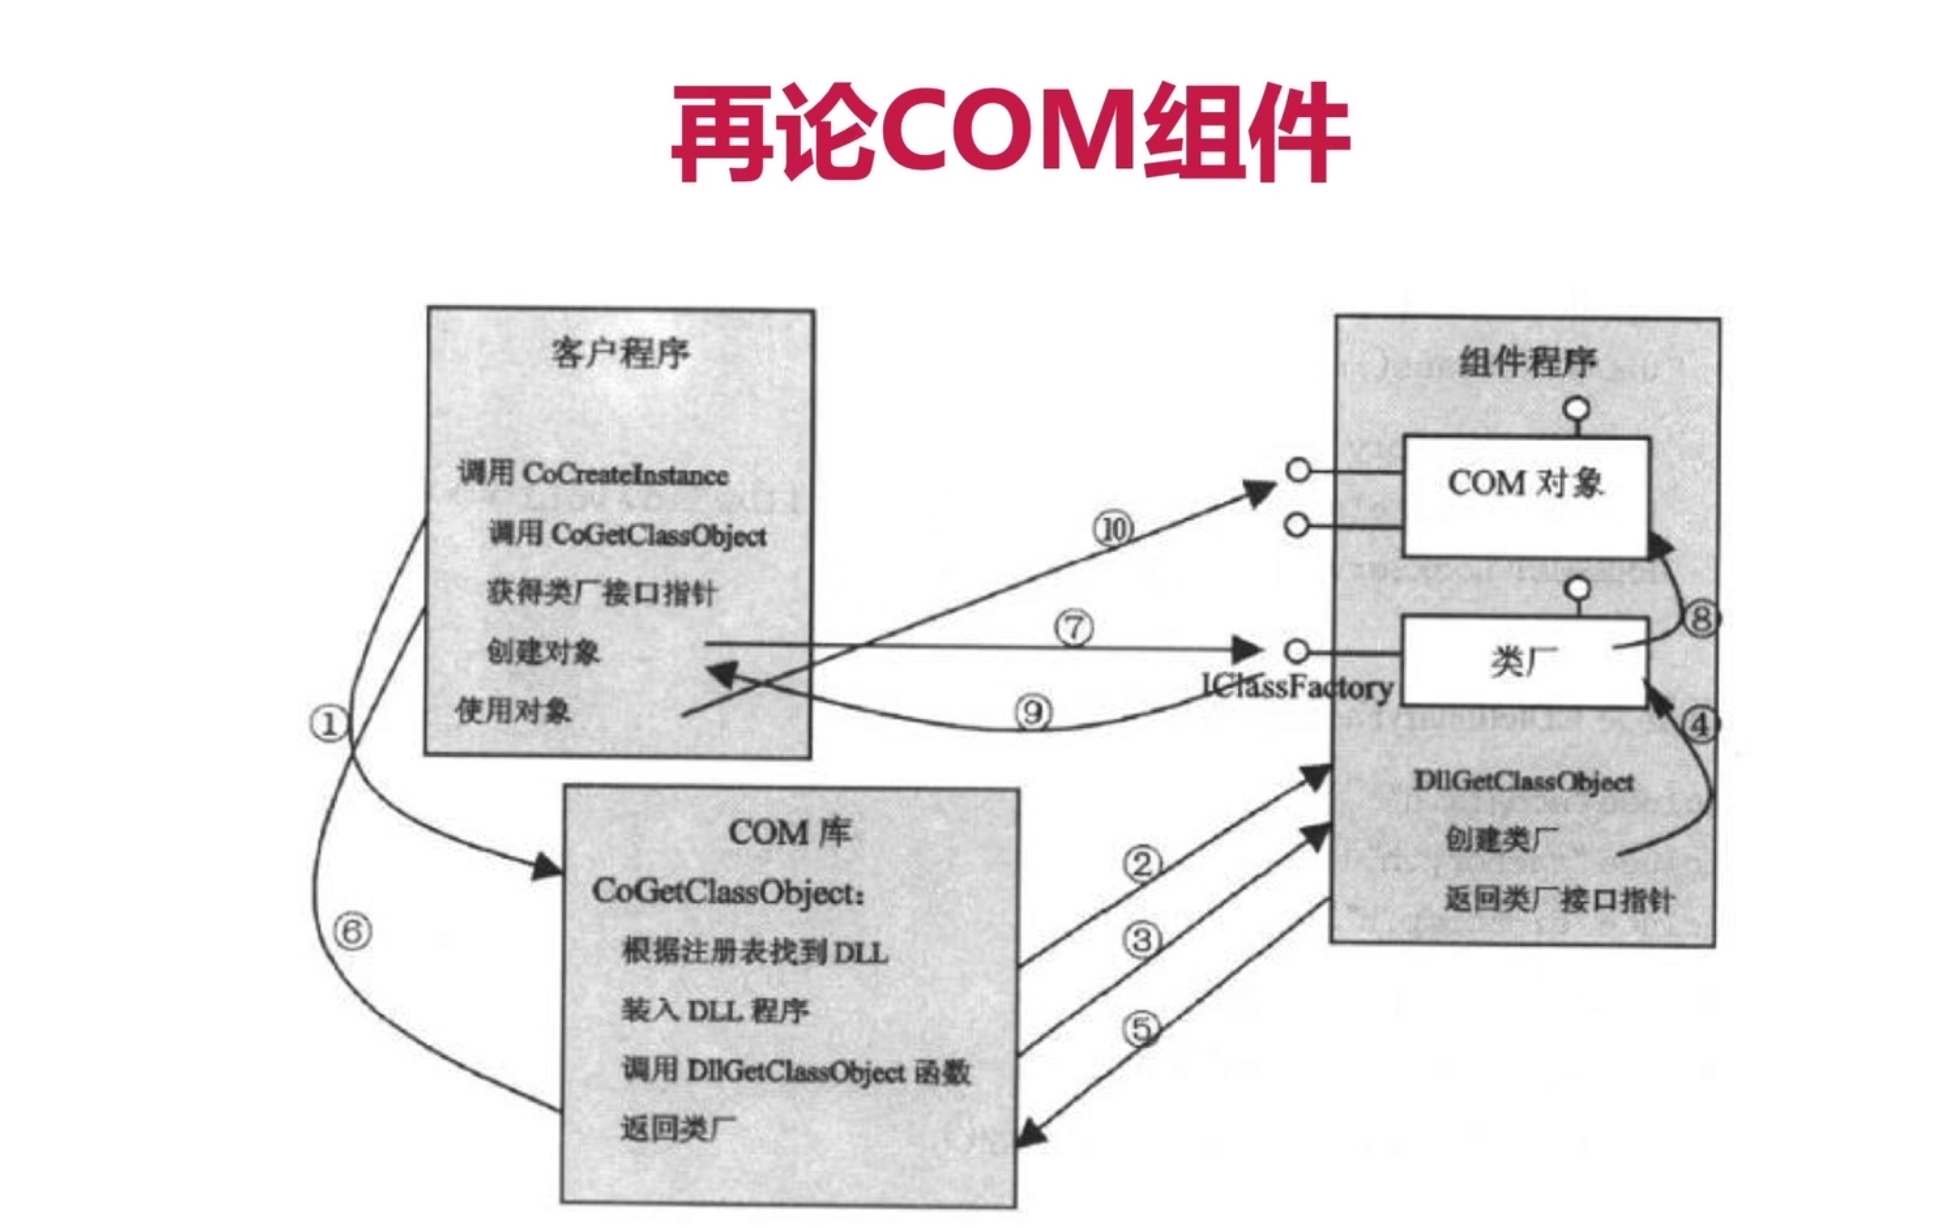 再论COM组件
客户程序
调用 CoCreateInstance
调用 CoGetClassObject
获得类厂接口指针
创建对象
使用对象
①
⑥
COM 库
CoGetClassObject:
根据注册表找到 DLL
装入 DLL 程序
调用 DllGetClassObject 函数
返回类厂
⑩
⑦
⑨
②
③
⑤
组件程序
COM 对象
⑧
类厂
IClassFactory
④
DllGetClassObject
创建类厂
返回类厂接口指针